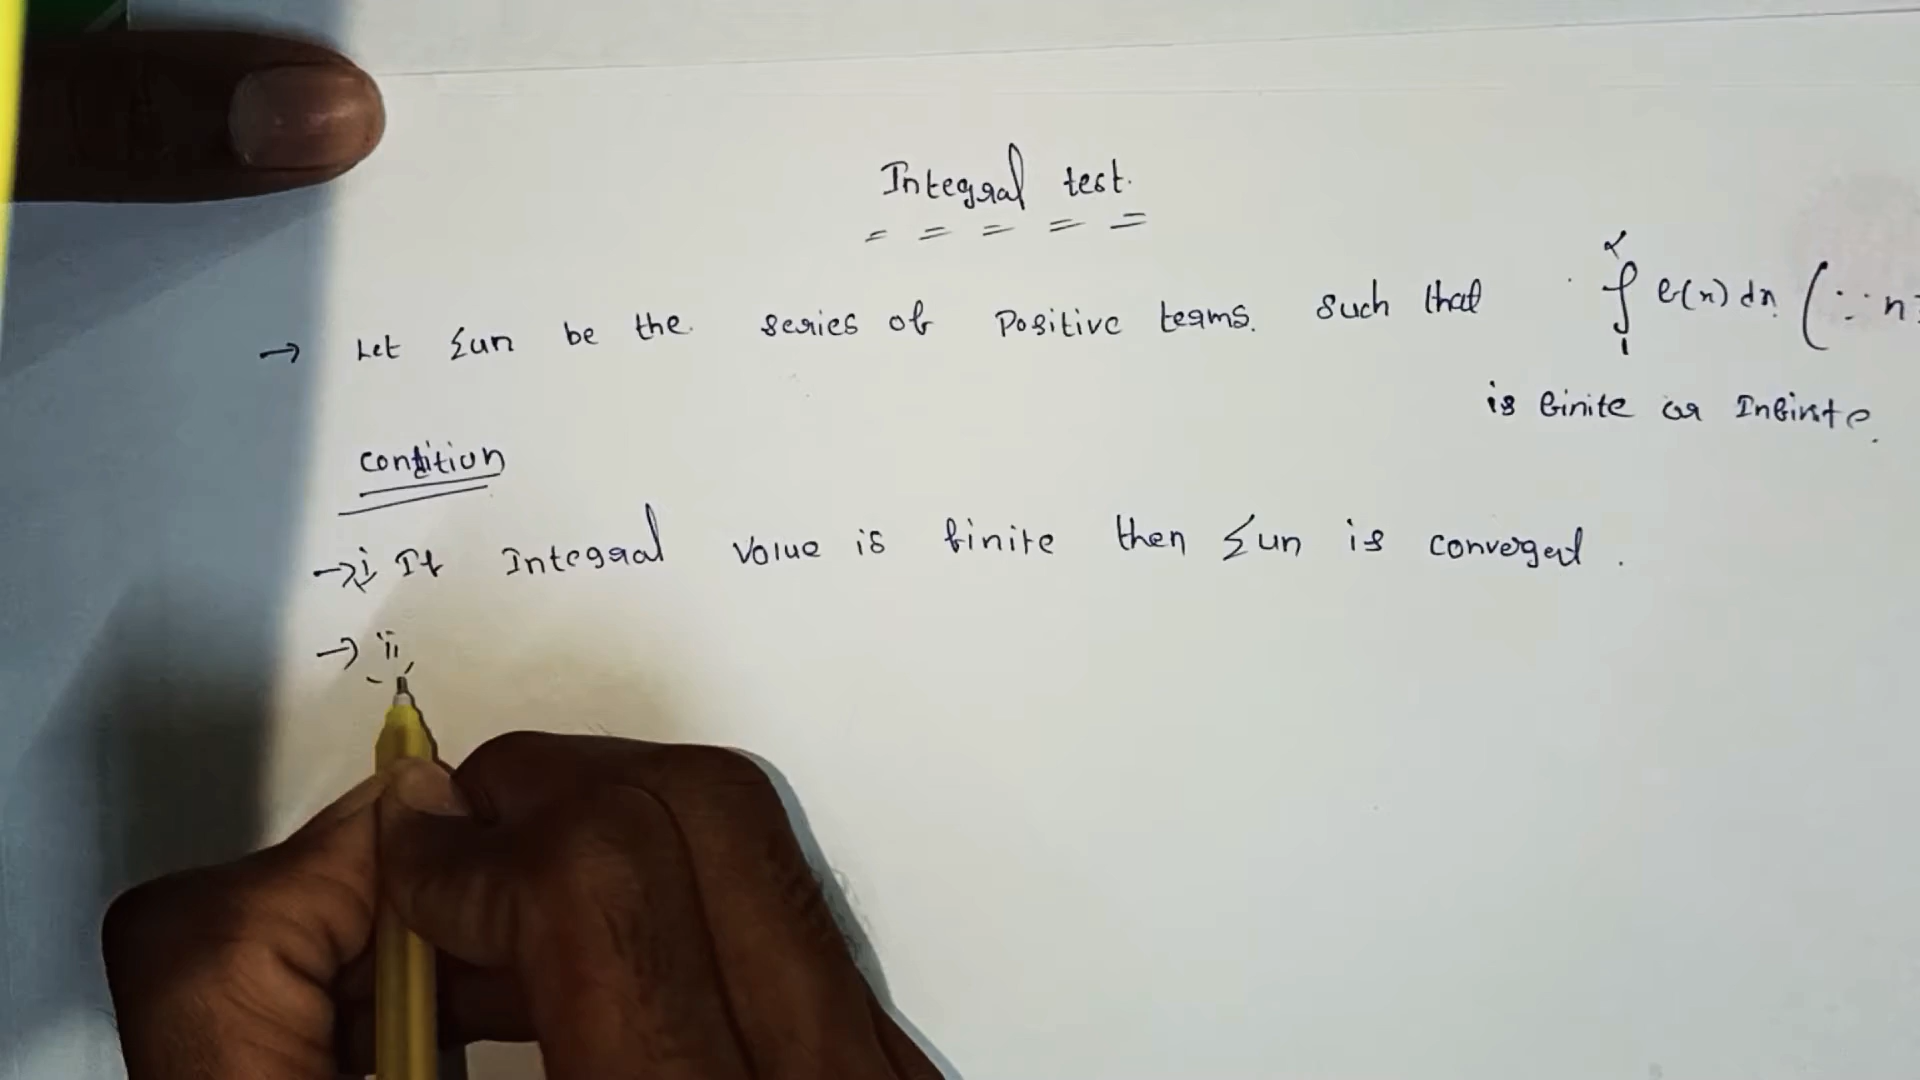 Integral test.
→ Let Σun be the series of Positive terms. Such that ∫₁^∝ f(n) dn (∵ n
is finite or Infinite.
condition
→ i, If Integral Value is finite then Σun is converged.
→ ii,